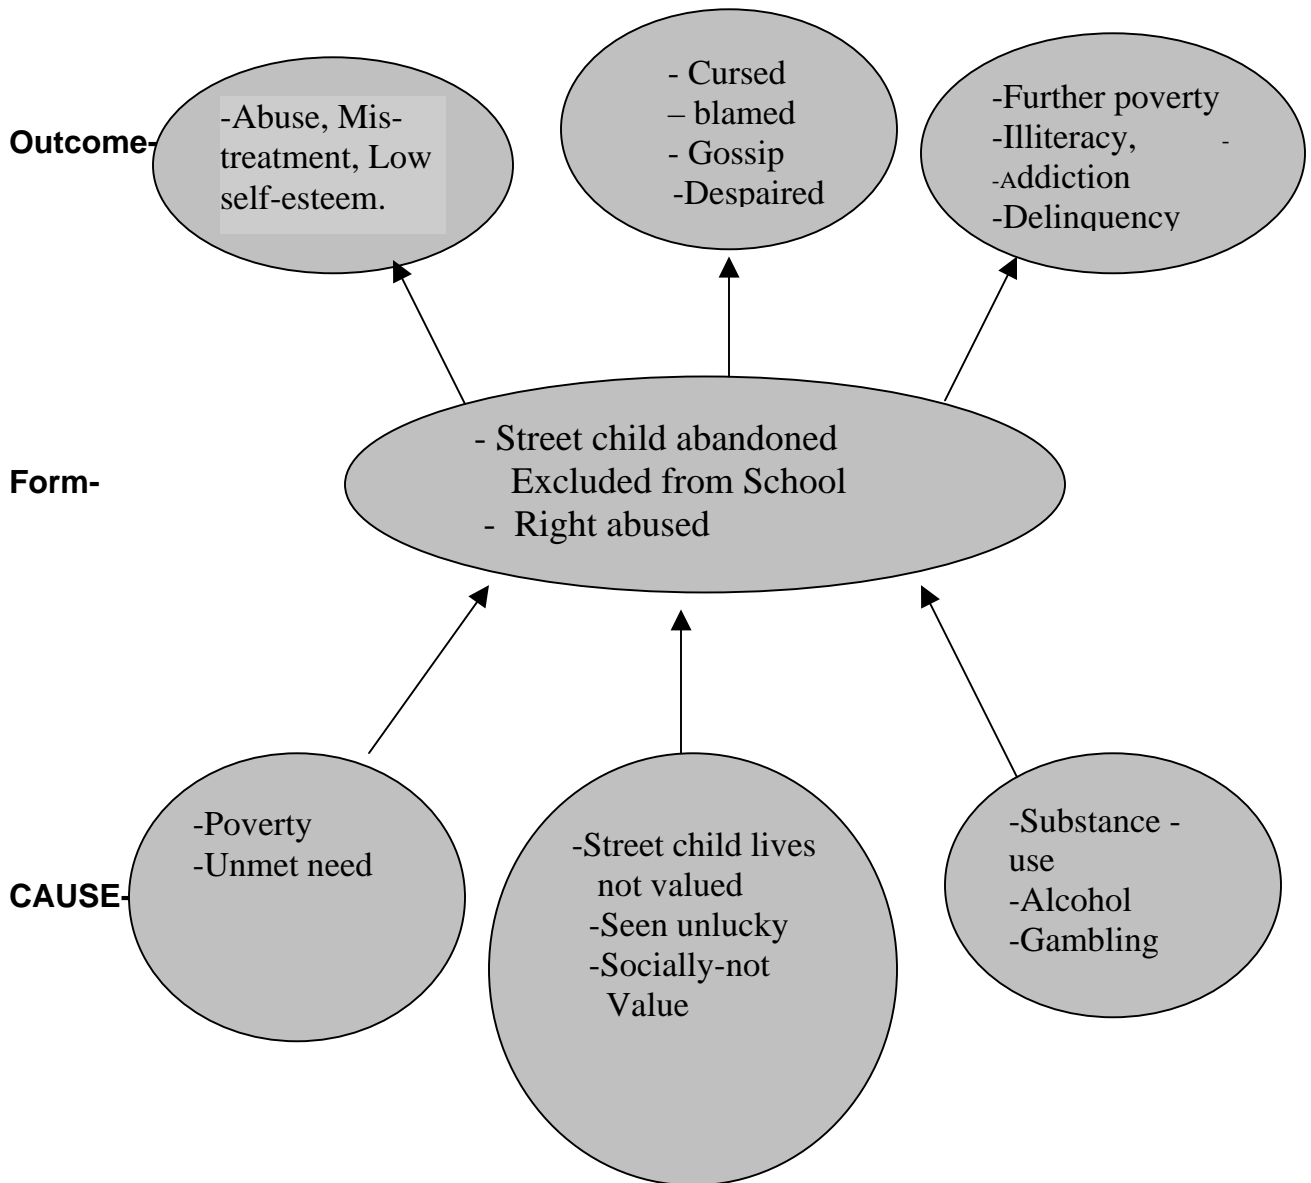 Outcome-
-Abuse, Mis-
treatment, Low
self-esteem.
- Cursed
– blamed
- Gossip
-Despaired
-Further poverty
-Illiteracy, -
-Addiction
-Delinquency
Form-
- Street child abandoned
Excluded from School
- Right abused
CAUSE-
-Poverty
-Unmet need
-Street child lives
not valued
-Seen unlucky
-Socially-not
Value
-Substance -
use
-Alcohol
-Gambling